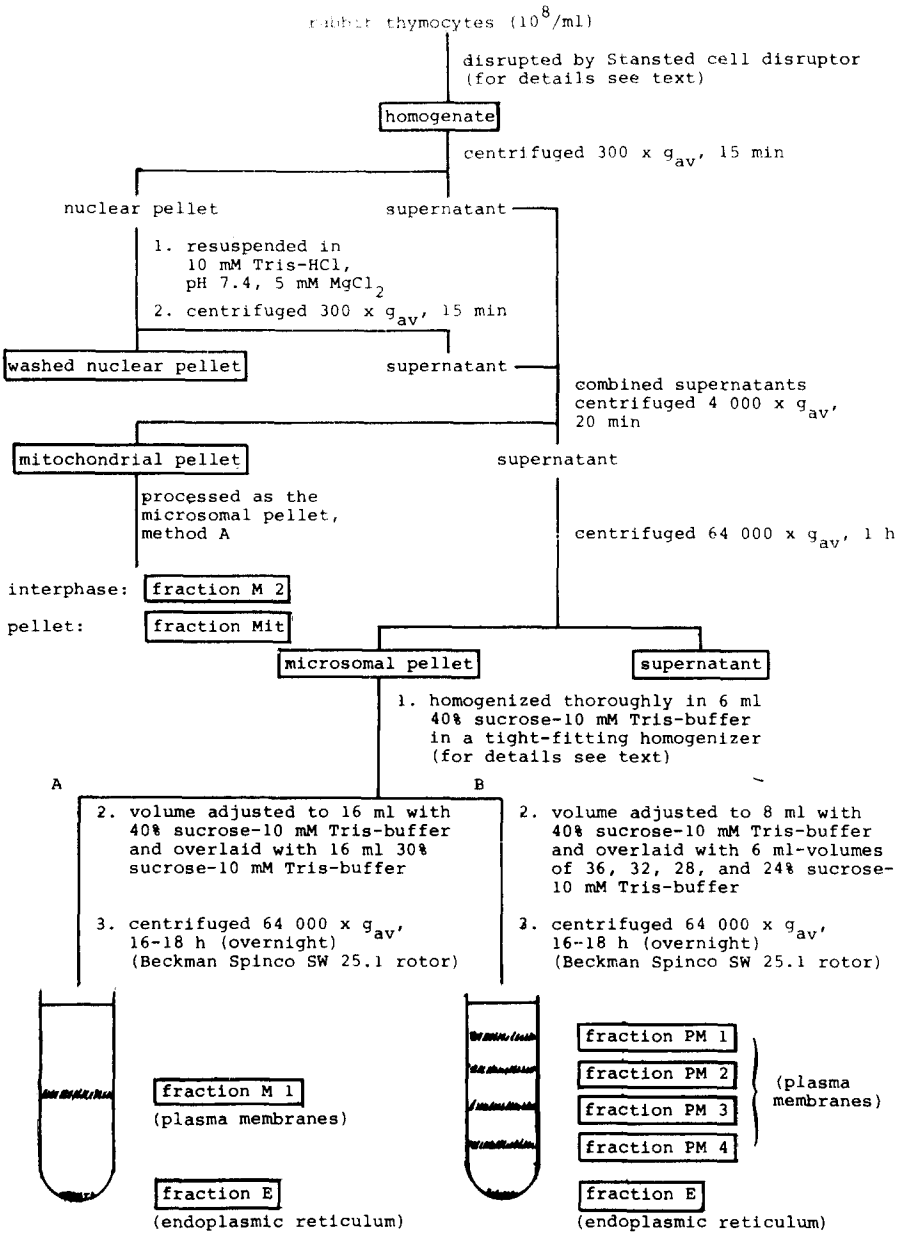 rabbit thymocytes (10^8/ml)
disrupted by Stansted cell disruptor
(for details see text)
homogenate
centrifuged 300 x g_av, 15 min
nuclear pellet
supernatant
1. resuspended in
10 mM Tris-HCl,
pH 7.4, 5 mM MgCl_2
2. centrifuged 300 x g_av, 15 min
washed nuclear pellet
supernatant
combined supernatants
centrifuged 4 000 x g_av,
20 min
mitochondrial pellet
supernatant
processed as the
microsomal pellet,
method A
centrifuged 64 000 x g_av, 1 h
interphase: fraction M 2
pellet: fraction Mit
microsomal pellet
supernatant
1. homogenized thoroughly in 6 ml
40% sucrose-10 mM Tris-buffer
in a tight-fitting homogenizer
(for details see text)
A
2. volume adjusted to 16 ml with
40% sucrose-10 mM Tris-buffer
and overlaid with 16 ml 30%
sucrose-10 mM Tris-buffer
3. centrifuged 64 000 x g_av,
16-18 h (overnight)
(Beckman Spinco SW 25.1 rotor)
fraction M 1
(plasma membranes)
fraction E
(endoplasmic reticulum)
B
2. volume adjusted to 8 ml with
40% sucrose-10 mM Tris-buffer
and overlaid with 6 ml-volumes
of 36, 32, 28, and 24% sucrose-
10 mM Tris-buffer
3. centrifuged 64 000 x g_av,
16-18 h (overnight)
(Beckman Spinco SW 25.1 rotor)
fraction PM 1
fraction PM 2
fraction PM 3
fraction PM 4
(plasma
membranes)
fraction E
(endoplasmic reticulum)